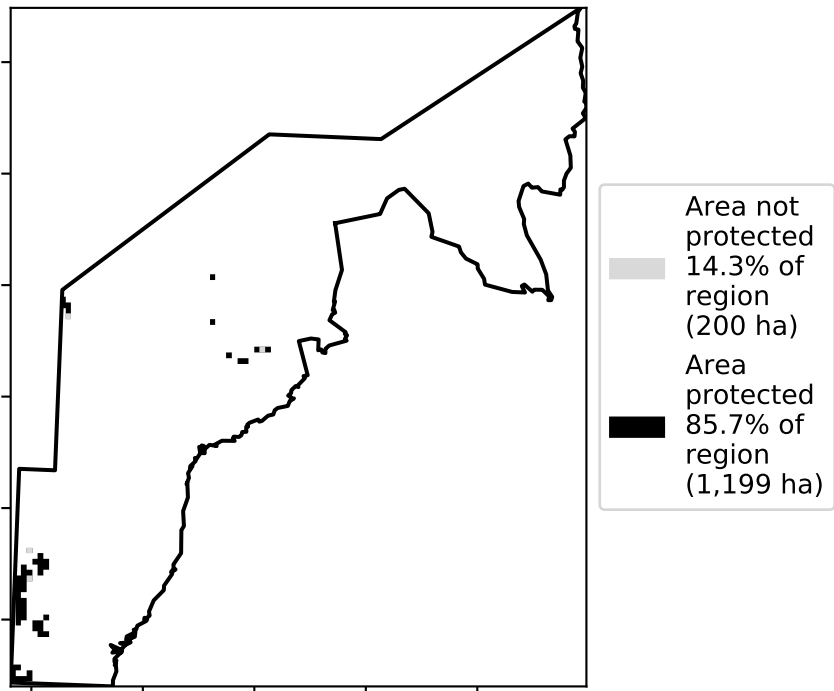 Area not
protected
14.3% of
region
(200 ha)
Area
protected
85.7% of
region
(1,199 ha)